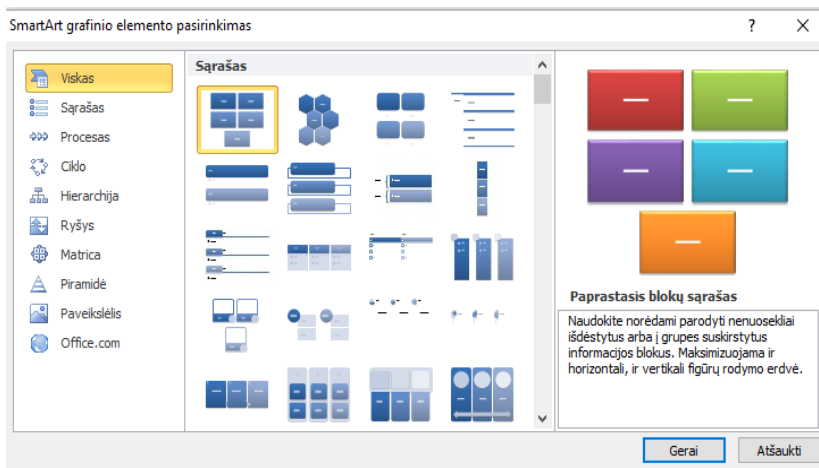 SmartArt grafinio elemento pasirinkimas
?
Viskas
Sąrašas
Procesas
Ciklo
Hierarchija
Ryšys
Matrica
Piramidė
Paveikslėlis
Office.com
Sąrašas
Paprastasis blokų sąrašas
Naudokite norėdami parodyti nenuosekliai
išdėstytus arba į grupes suskirstytus
informacijos blokus. Maksimizuojama ir
horizontali, ir vertikali figūrų rodymo erdvė.
Gerai
Atšaukti